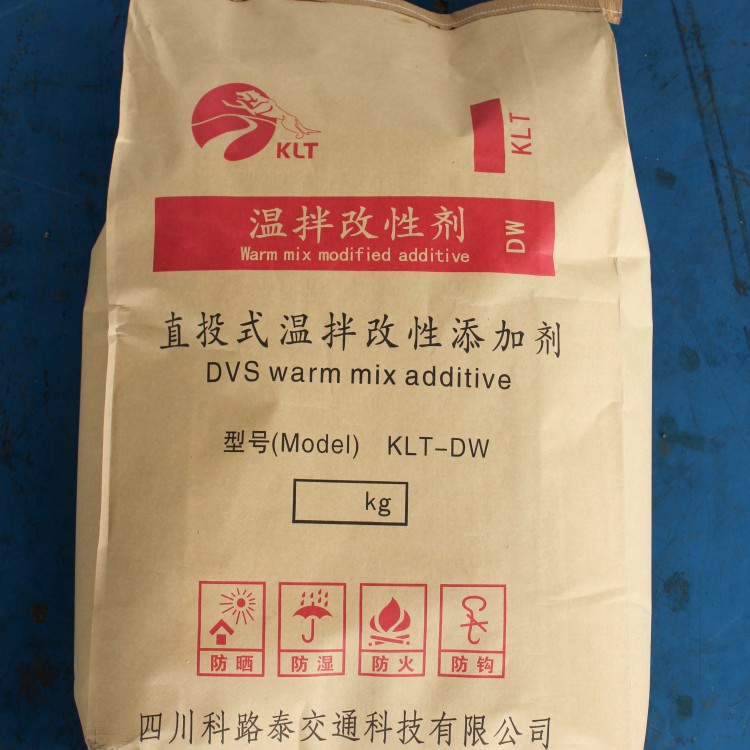 KLT
KLT
温拌改性剂
Warm mix modified additive
DW
直投式温拌改性添加剂
DVS warm mix additive
型号(Model) KLT-DW
kg
防晒 防湿 防火 防钩
四川科路泰交通科技有限公司